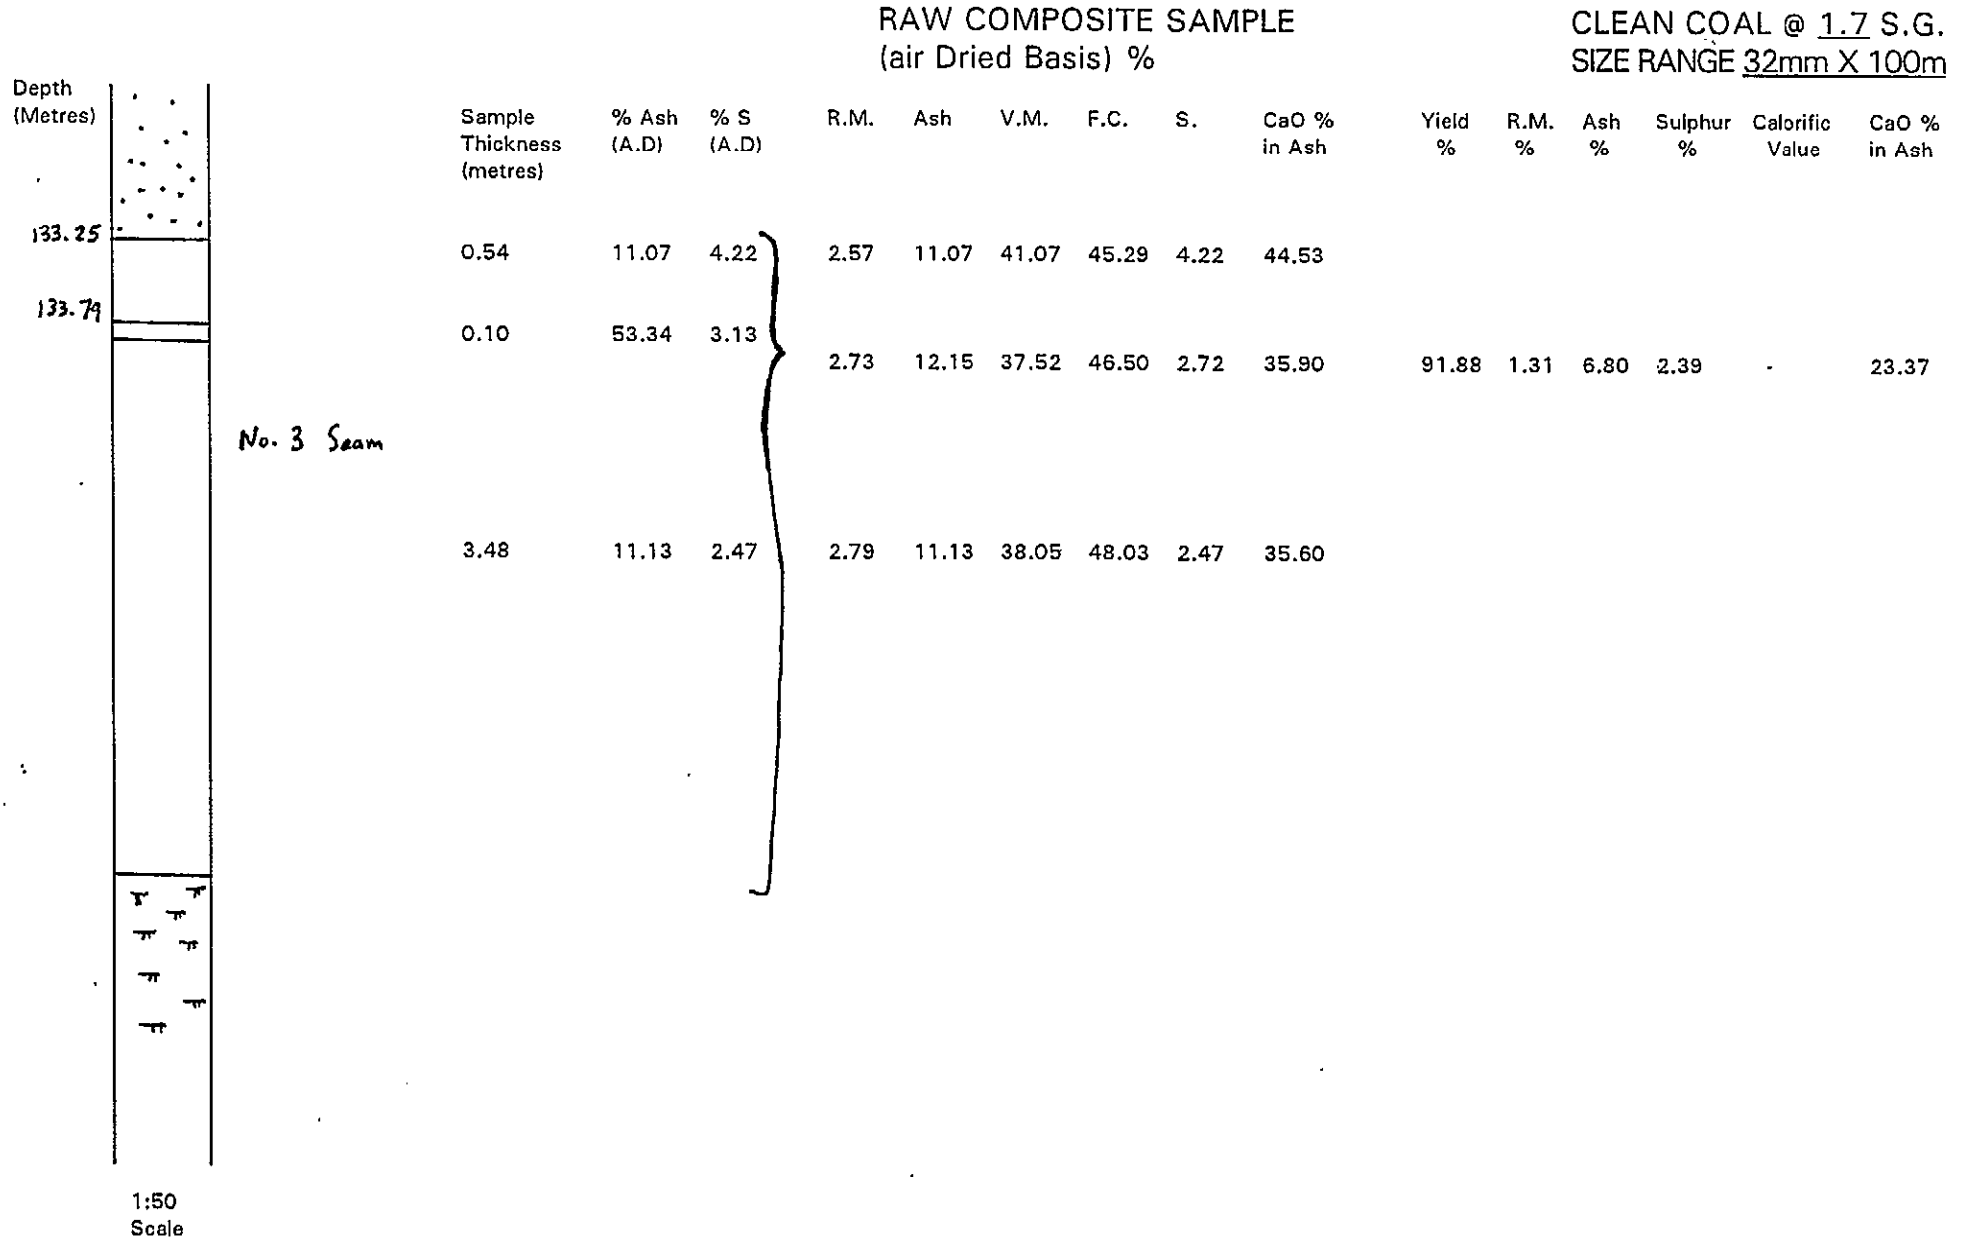 RAW COMPOSITE SAMPLE
(air Dried Basis) %
CLEAN COAL @ 1.7 S.G.
SIZE RANGE 32mm X 100m
Depth
(Metres)
Sample Thickness (metres) % Ash (A.D) % S (A.D) R.M. Ash V.M. F.C. S. CaO % in Ash Yield % R.M. % Ash % Sulphur % Calorific Value CaO % in Ash
133.25
0.54 11.07 4.22 2.57 11.07 41.07 45.29 4.22 44.53
133.79
0.10 53.34 3.13
2.73 12.15 37.52 46.50 2.72 35.90 91.88 1.31 6.80 2.39 - 23.37
No. 3 Seam
3.48 11.13 2.47 2.79 11.13 38.05 48.03 2.47 35.60
1:50
Scale